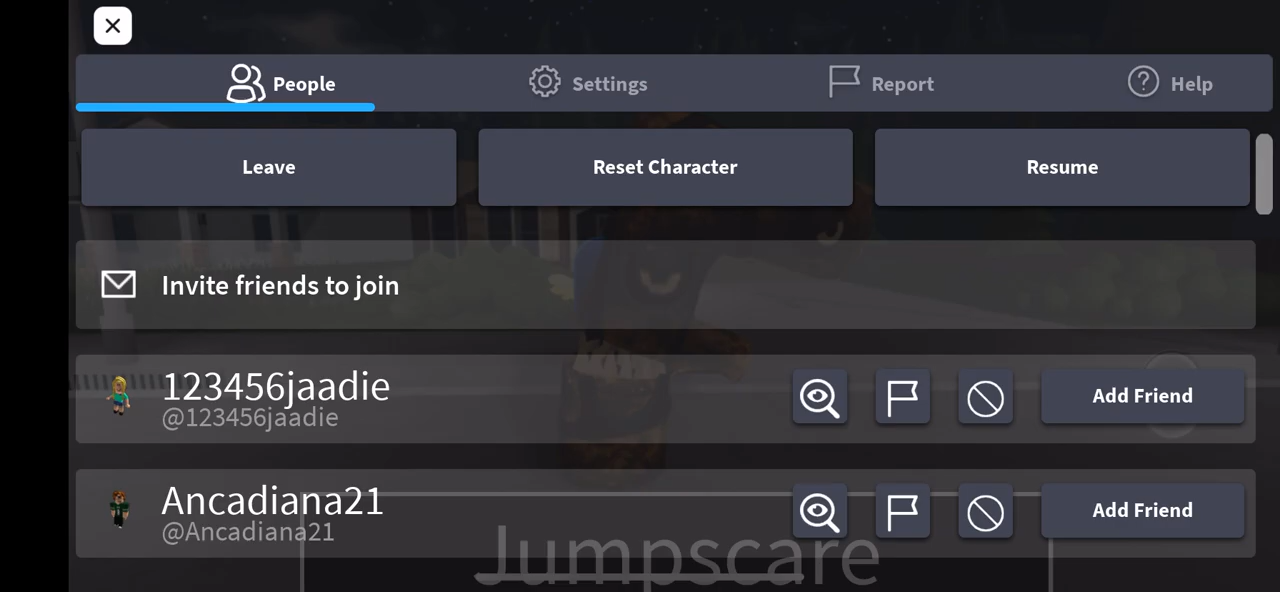 People
Settings
Report
Help
Leave
Reset Character
Resume
Invite friends to join
123456jaadie
@123456jaadie
Add Friend
Ancadiana21
@Ancadiana21
Add Friend
Jumpscare